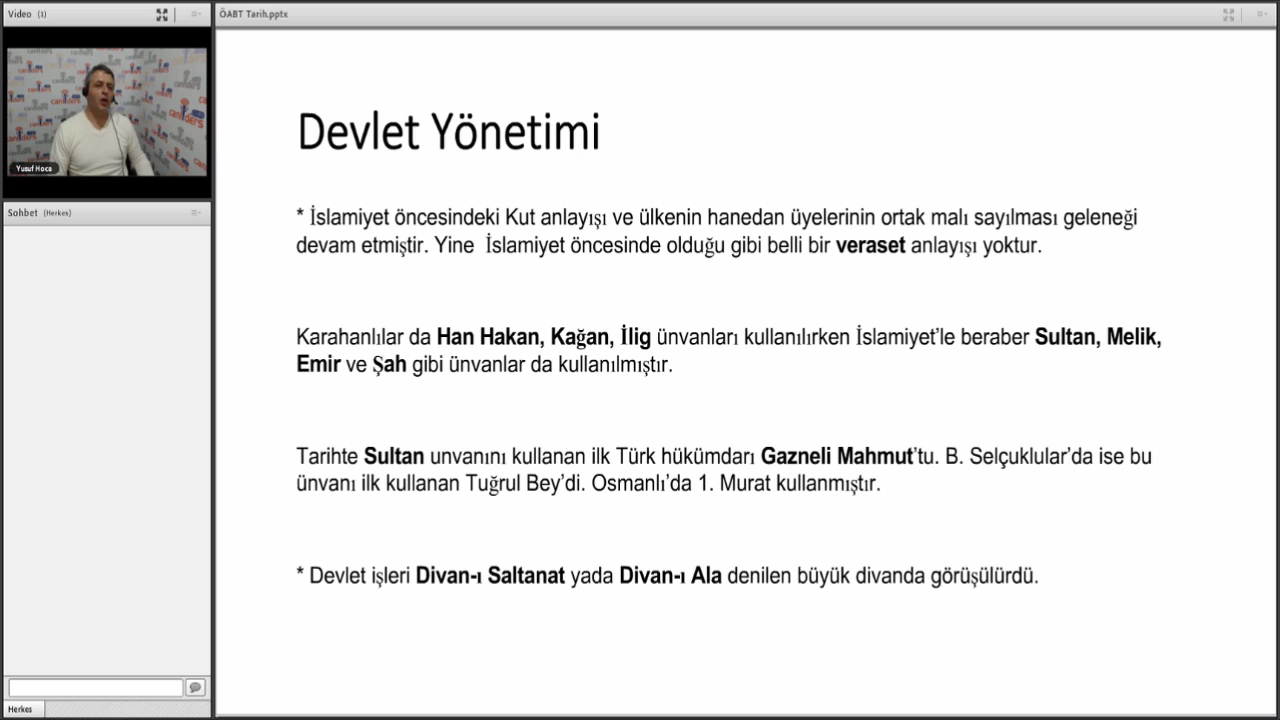 Video (1)
ÖABT Tarih.pptx
Yusuf Hoca
Sohbet (Herkes)
Herkes
Devlet Yönetimi
* İslamiyet öncesindeki Kut anlayışı ve ülkenin hanedan üyelerinin ortak malı sayılması geleneği
devam etmiştir. Yine İslamiyet öncesinde olduğu gibi belli bir veraset anlayışı yoktur.
Karahanlılar da Han Hakan, Kağan, İlig ünvanları kullanılırken İslamiyet'le beraber Sultan, Melik,
Emir ve Şah gibi ünvanlar da kullanılmıştır.
Tarihte Sultan unvanını kullanan ilk Türk hükümdarı Gazneli Mahmut'tu. B. Selçuklular'da ise bu
ünvanı ilk kullanan Tuğrul Bey'di. Osmanlı'da 1. Murat kullanmıştır.
* Devlet işleri Divan-ı Saltanat yada Divan-ı Ala denilen büyük divanda görüşülürdü.